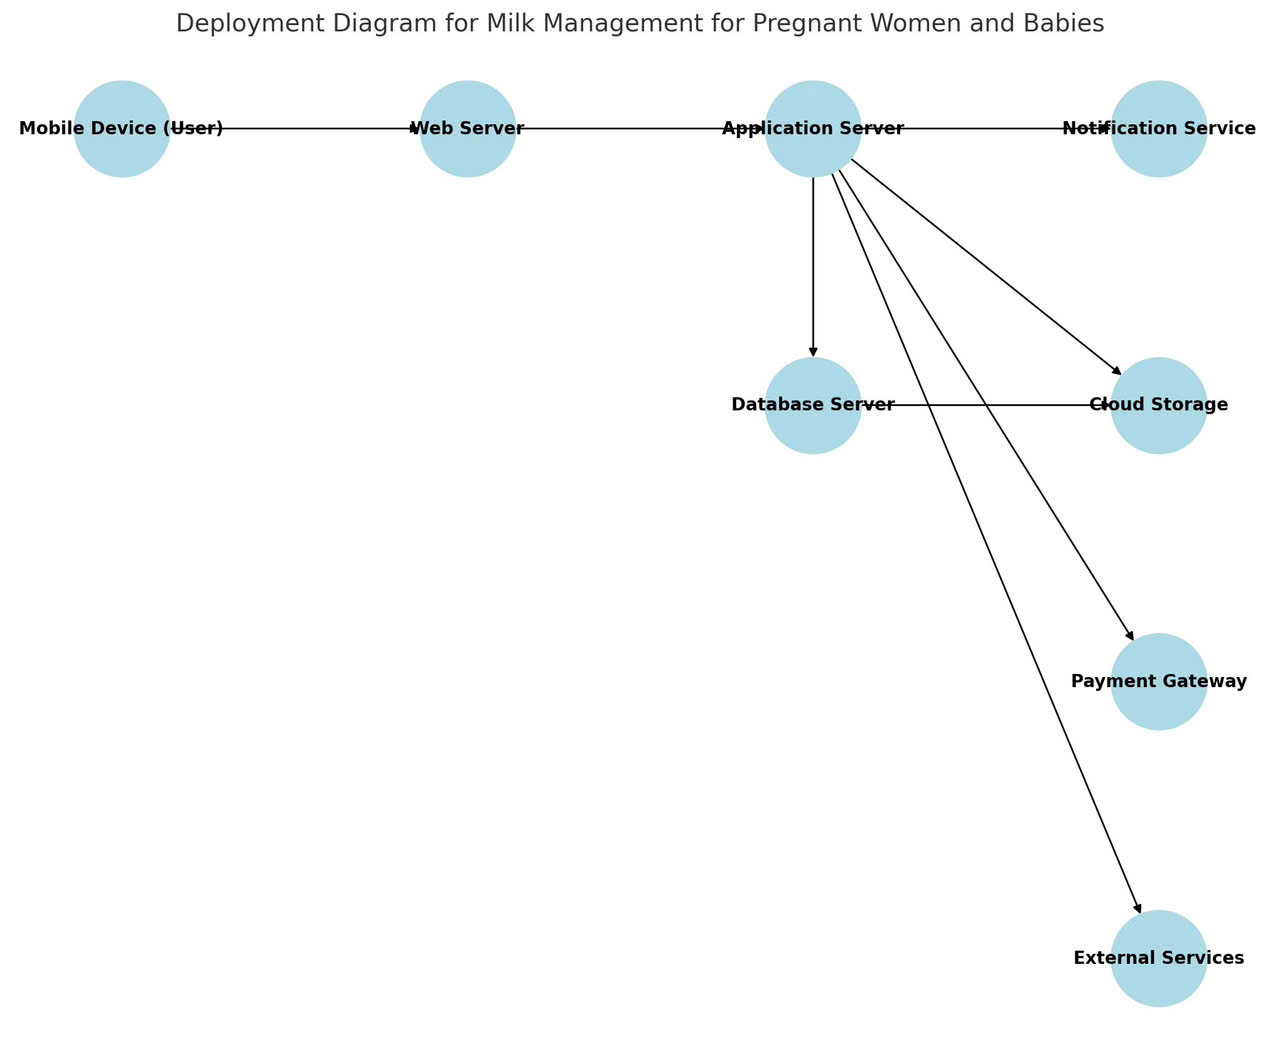 Deployment Diagram for Milk Management for Pregnant Women and Babies
Mobile Device (User)
Web Server
Application Server
Notification Service
Database Server
Cloud Storage
Payment Gateway
External Services